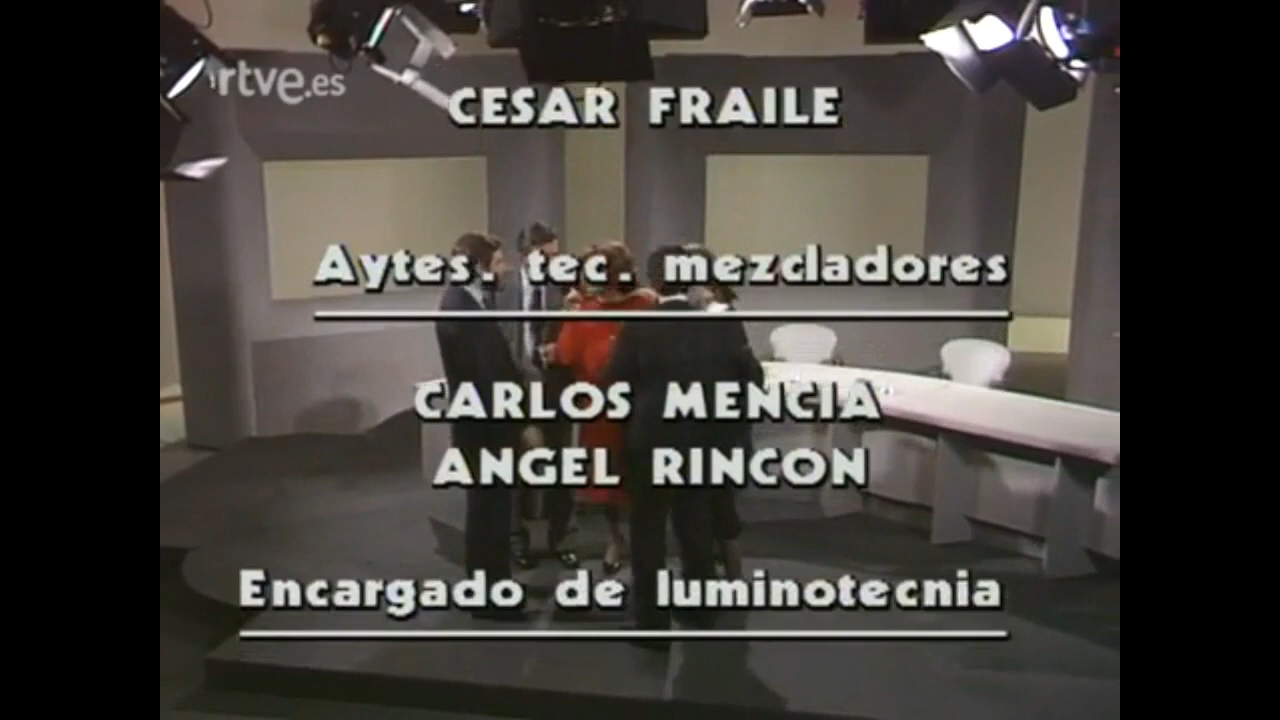 rtve.es
CESAR FRAILE
Aytes. tec. mezcladores
CARLOS MENCIA
ANGEL RINCON
Encargado de luminotecnia